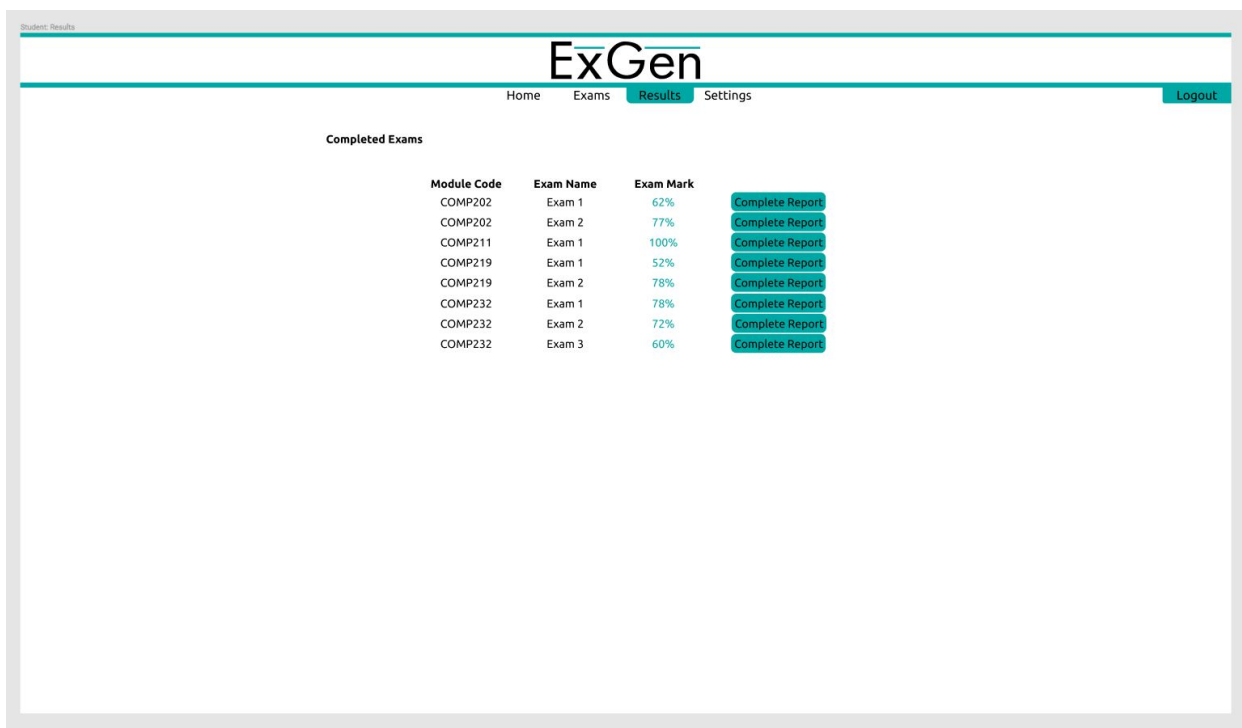 Student: Results
ExGen
Home Exams Results Settings Logout
Completed Exams
Module Code Exam Name Exam Mark
COMP202 Exam 1 62% Complete Report
COMP202 Exam 2 77% Complete Report
COMP211 Exam 1 100% Complete Report
COMP219 Exam 1 52% Complete Report
COMP219 Exam 2 78% Complete Report
COMP232 Exam 1 78% Complete Report
COMP232 Exam 2 72% Complete Report
COMP232 Exam 3 60% Complete Report